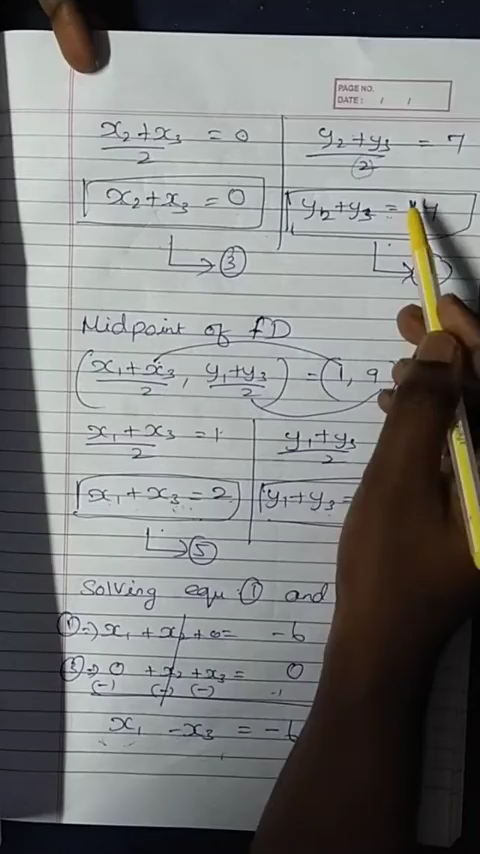 PAGE NO.
DATE : / /
x₂+x₃/2 = 0
y₂+y₃/2 = 7
x₂+x₃ = 0
y₂+y₃ =
③
Midpoint of FD
(x₁+x₃/2, y₁+y₃/2) = (1, 9
x₁+x₃/2 = 1
y₁+y₃/2
x₁+x₃ = 2
y₁+y₃ =
⑤
Solving equ ① and
①⇒ x₁ + x₂ + 0 = -6
③⇒ 0 + x₂ + x₃ = 0
(-) (-) (-)
x₁ - x₃ = -6